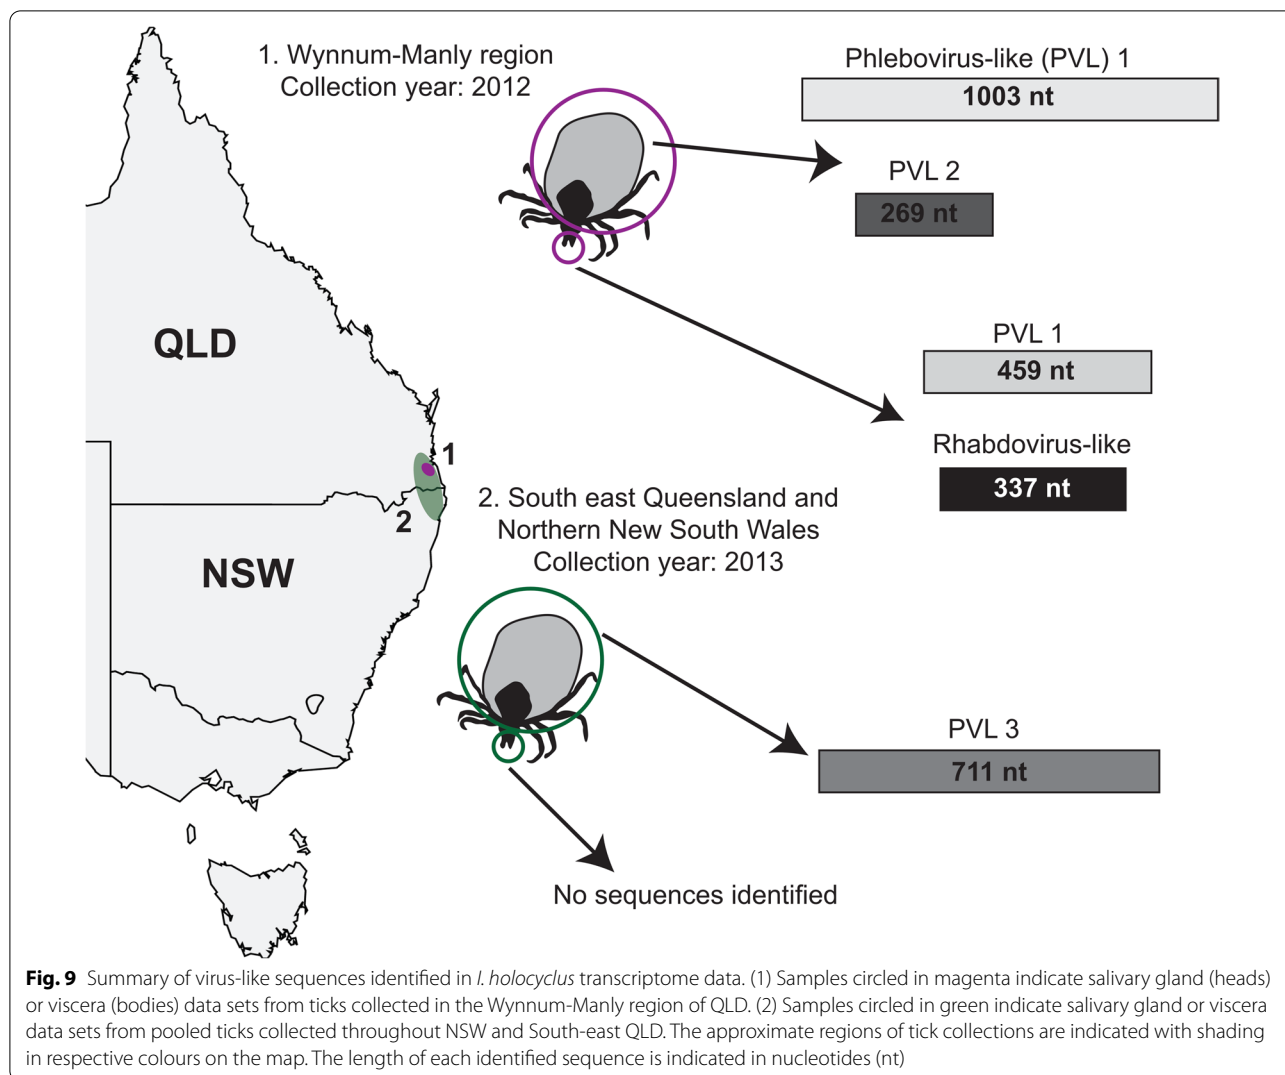 1. Wynnum-Manly region
Collection year: 2012
Phlebovirus-like (PVL) 1
1003 nt
PVL 2
269 nt
PVL 1
459 nt
Rhabdovirus-like
337 nt
QLD
1
2
NSW
2. South east Queensland and
Northern New South Wales
Collection year: 2013
PVL 3
711 nt
No sequences identified
Fig. 9 Summary of virus-like sequences identified in I. holocyclus transcriptome data. (1) Samples circled in magenta indicate salivary gland (heads)
or viscera (bodies) data sets from ticks collected in the Wynnum-Manly region of QLD. (2) Samples circled in green indicate salivary gland or viscera
data sets from pooled ticks collected throughout NSW and South-east QLD. The approximate regions of tick collections are indicated with shading
in respective colours on the map. The length of each identified sequence is indicated in nucleotides (nt)